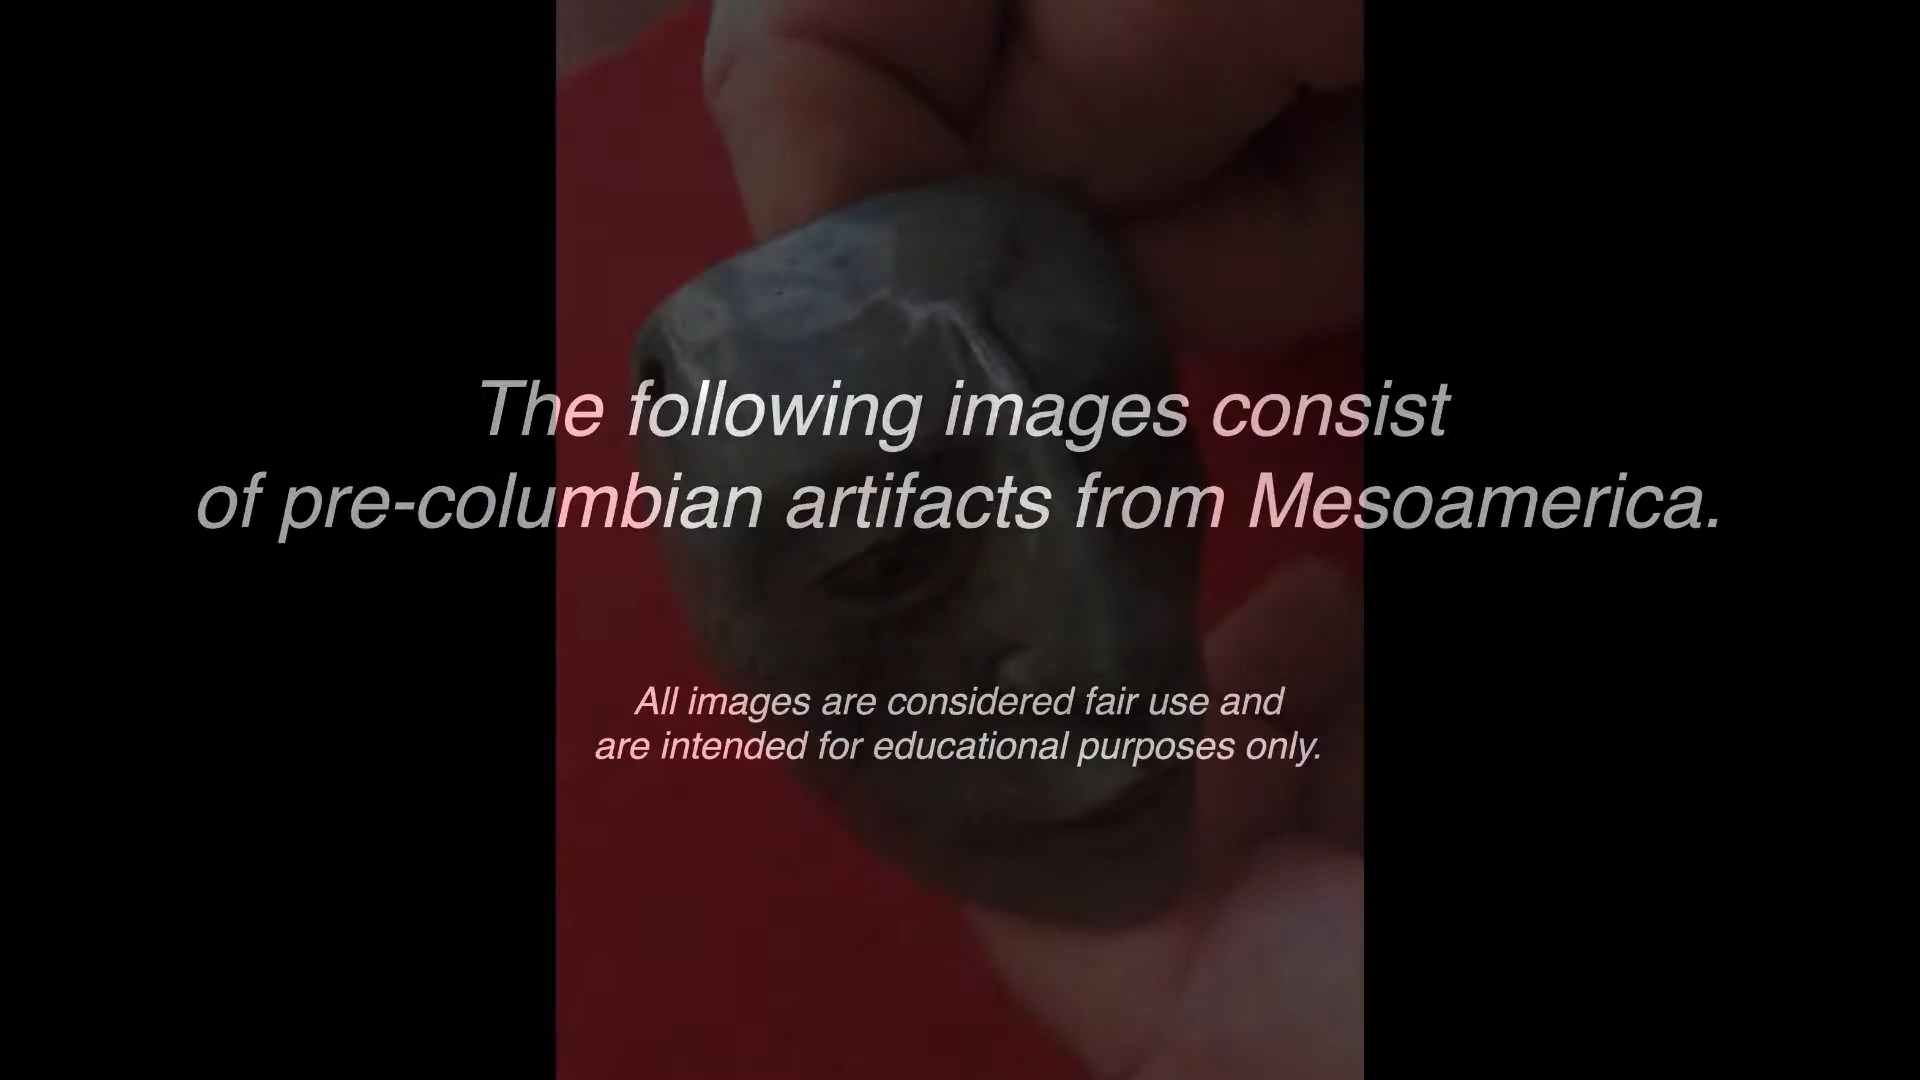 The following images consist
of pre-columbian artifacts from Mesoamerica.
All images are considered fair use and
are intended for educational purposes only.